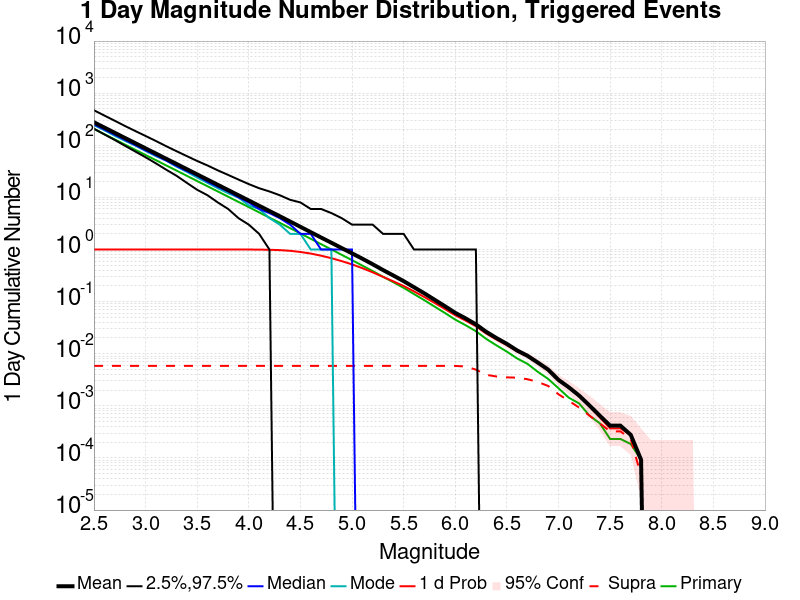 1 Day Magnitude Number Distribution, Triggered Events
1 Day Cumulative Number
10^4
10^3
10^2
10^1
10^0
10^-1
10^-2
10^-3
10^-4
10^-5
2.5 3.0 3.5 4.0 4.5 5.0 5.5 6.0 6.5 7.0 7.5 8.0 8.5 9.0
Magnitude
Mean 2.5%,97.5% Median Mode 1 d Prob 95% Conf Supra Primary